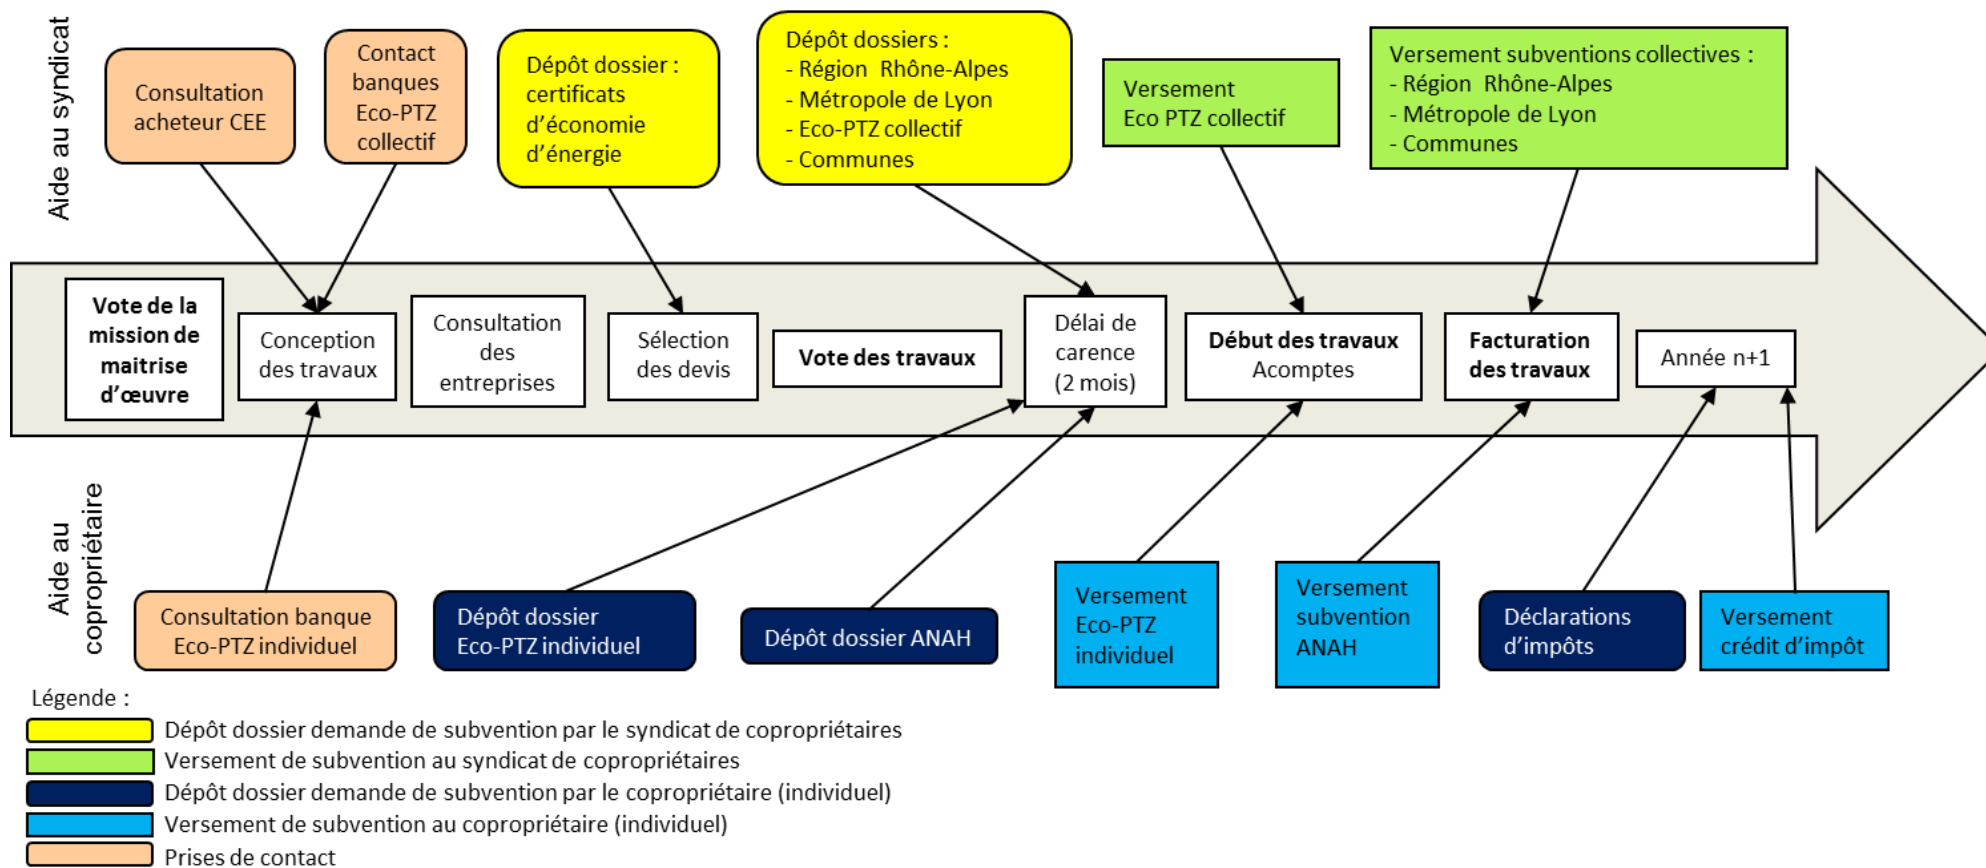 Aide au syndicat
Consultation
acheteur CEE
Contact
banques
Eco-PTZ
collectif
Dépôt dossier :
certificats
d’économie
d’énergie
Dépôt dossiers :
- Région Rhône-Alpes
- Métropole de Lyon
- Eco-PTZ collectif
- Communes
Versement
Eco PTZ collectif
Versement subventions collectives :
- Région Rhône-Alpes
- Métropole de Lyon
- Communes
Vote de la
mission de
maitrise
d’œuvre
Conception
des travaux
Consultation
des
entreprises
Sélection
des devis
Vote des travaux
Délai de
carence
(2 mois)
Début des travaux
Acomptes
Facturation
des travaux
Année n+1
Aide au
copropriétaire
Consultation banque
Eco-PTZ individuel
Dépôt dossier
Eco-PTZ individuel
Dépôt dossier ANAH
Versement
Eco-PTZ
individuel
Versement
subvention
ANAH
Déclarations
d’impôts
Versement
crédit d’impôt
Légende :
Dépôt dossier demande de subvention par le syndicat de copropriétaires
Versement de subvention au syndicat de copropriétaires
Dépôt dossier demande de subvention par le copropriétaire (individuel)
Versement de subvention au copropriétaire (individuel)
Prises de contact